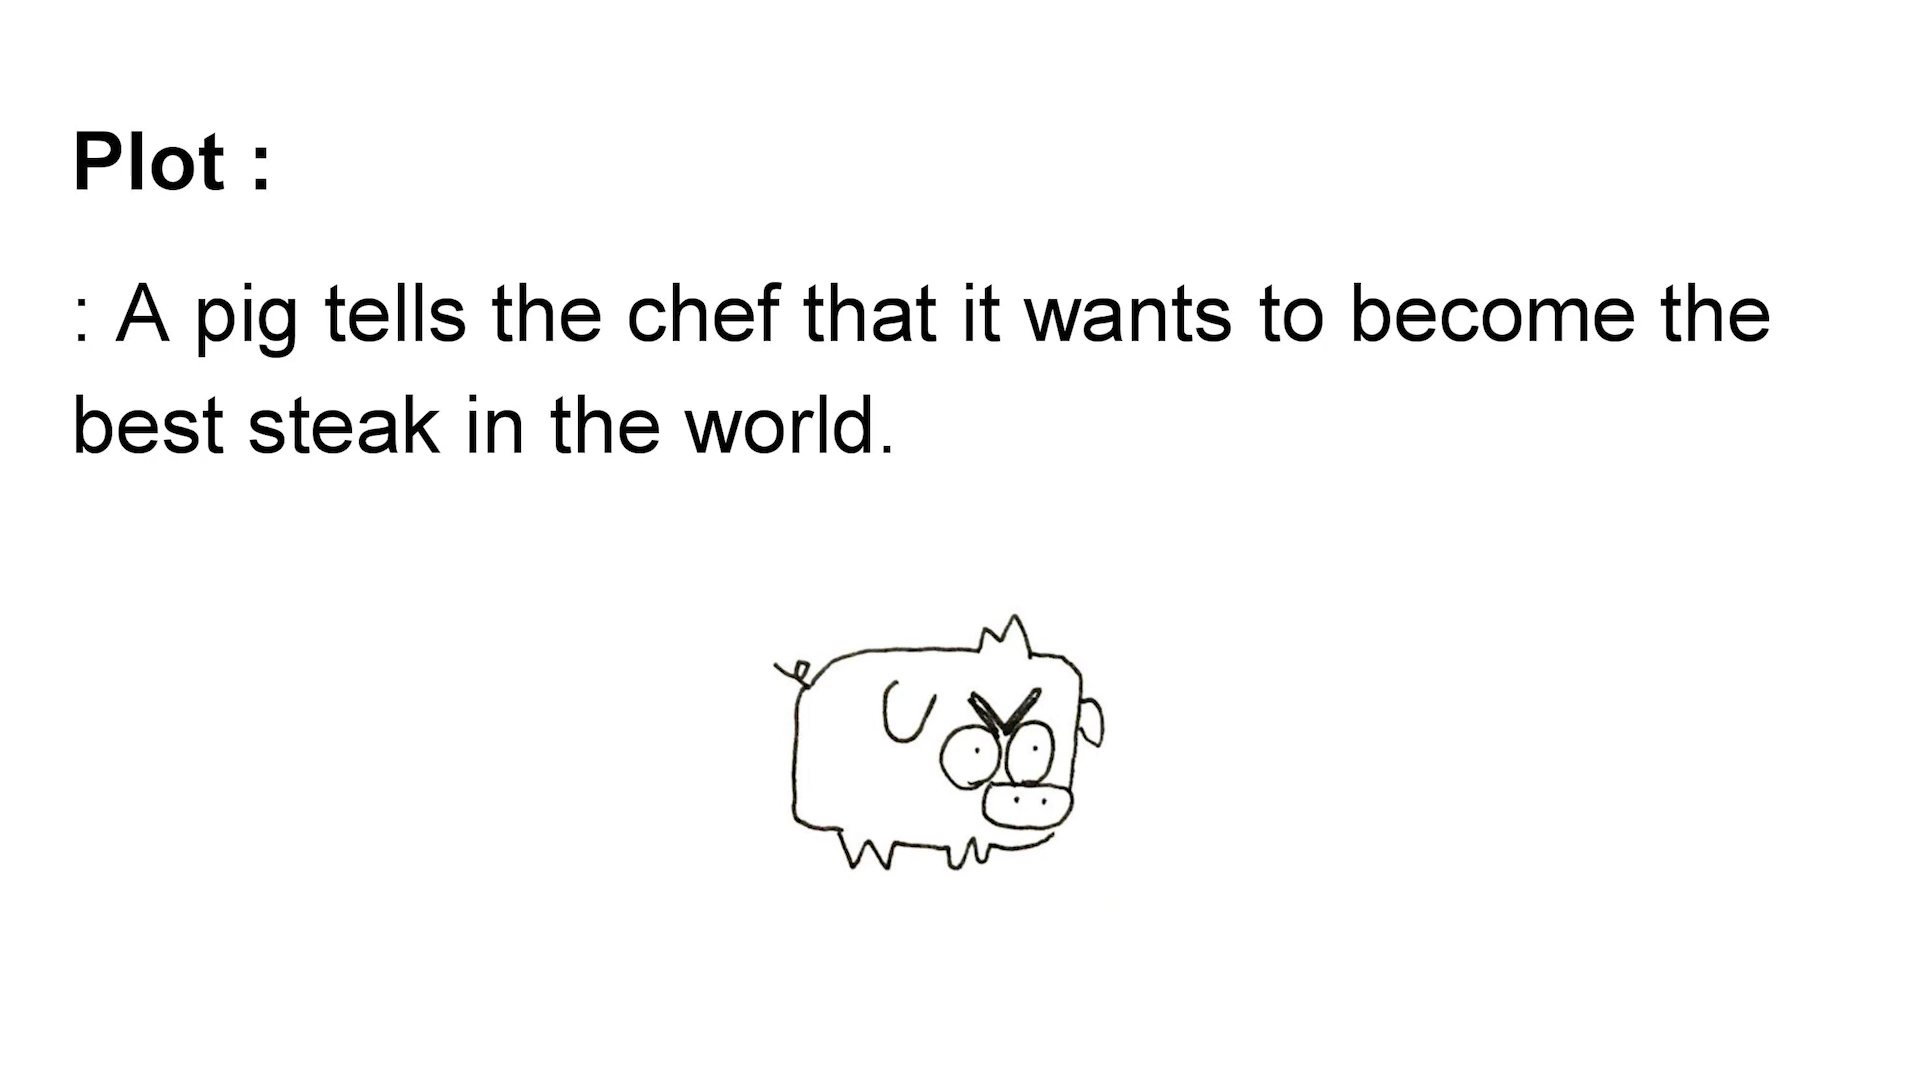 Plot :
: A pig tells the chef that it wants to become the
best steak in the world.